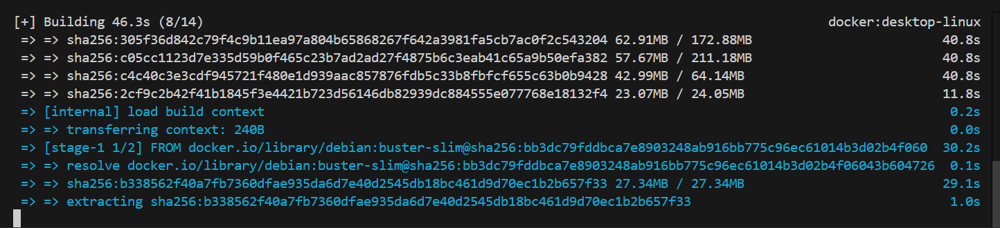 [+] Building 46.3s (8/14) docker:desktop-linux
=> => sha256:305f36d842c79f4c9b11ea97a804b65868267f642a3981fa5cb7ac0f2c543204 62.91MB / 172.88MB 40.8s
=> => sha256:c05cc1123d7e335d59b0f465c23b7ad2ad27f4875b6c3eab41c65a9b50efa382 57.67MB / 211.18MB 40.8s
=> => sha256:c4c40c3e3cdf945721f480e1d939aac857876fdb5c33b8fbfcf655c63b0b9428 42.99MB / 64.14MB 40.8s
=> => sha256:2cf9c2b42f41b1845f3e4421b723d56146db82939dc884555e077768e18132f4 23.07MB / 24.05MB 11.8s
=> [internal] load build context 0.2s
=> => transferring context: 240B 0.0s
=> [stage-1 1/2] FROM docker.io/library/debian:buster-slim@sha256:bb3dc79fddbca7e8903248ab916bb775c96ec61014b3d02b4f060 30.2s
=> => resolve docker.io/library/debian:buster-slim@sha256:bb3dc79fddbca7e8903248ab916bb775c96ec61014b3d02b4f06043b604726 0.1s
=> => sha256:b338562f40a7fb7360dfae935da6d7e40d2545db18bc461d9d70ec1b2b657f33 27.34MB / 27.34MB 29.1s
=> => extracting sha256:b338562f40a7fb7360dfae935da6d7e40d2545db18bc461d9d70ec1b2b657f33 1.0s